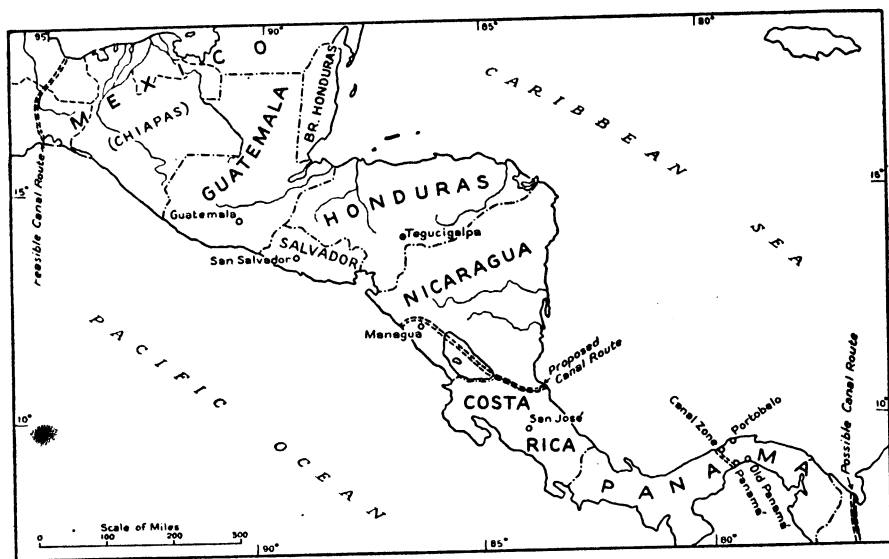 95
90
85
80
CARIBBEAN SEA
MEXICO
(CHIAPAS)
GUATEMALA
BR. HONDURAS
Feasible Canal Route
15
15
HONDURAS
Guatemala
Tegucigalpa
SALVADOR
San Salvador
NICARAGUA
PACIFIC OCEAN
Managua
Proposed
Canal Route
COSTA
RICA
San José
10
10
Canal Zone
Portobalo
PANAMA
Panamá
Old Panamá
Possible Canal Route
Scale of Miles
0 100 200 300
90
85
80